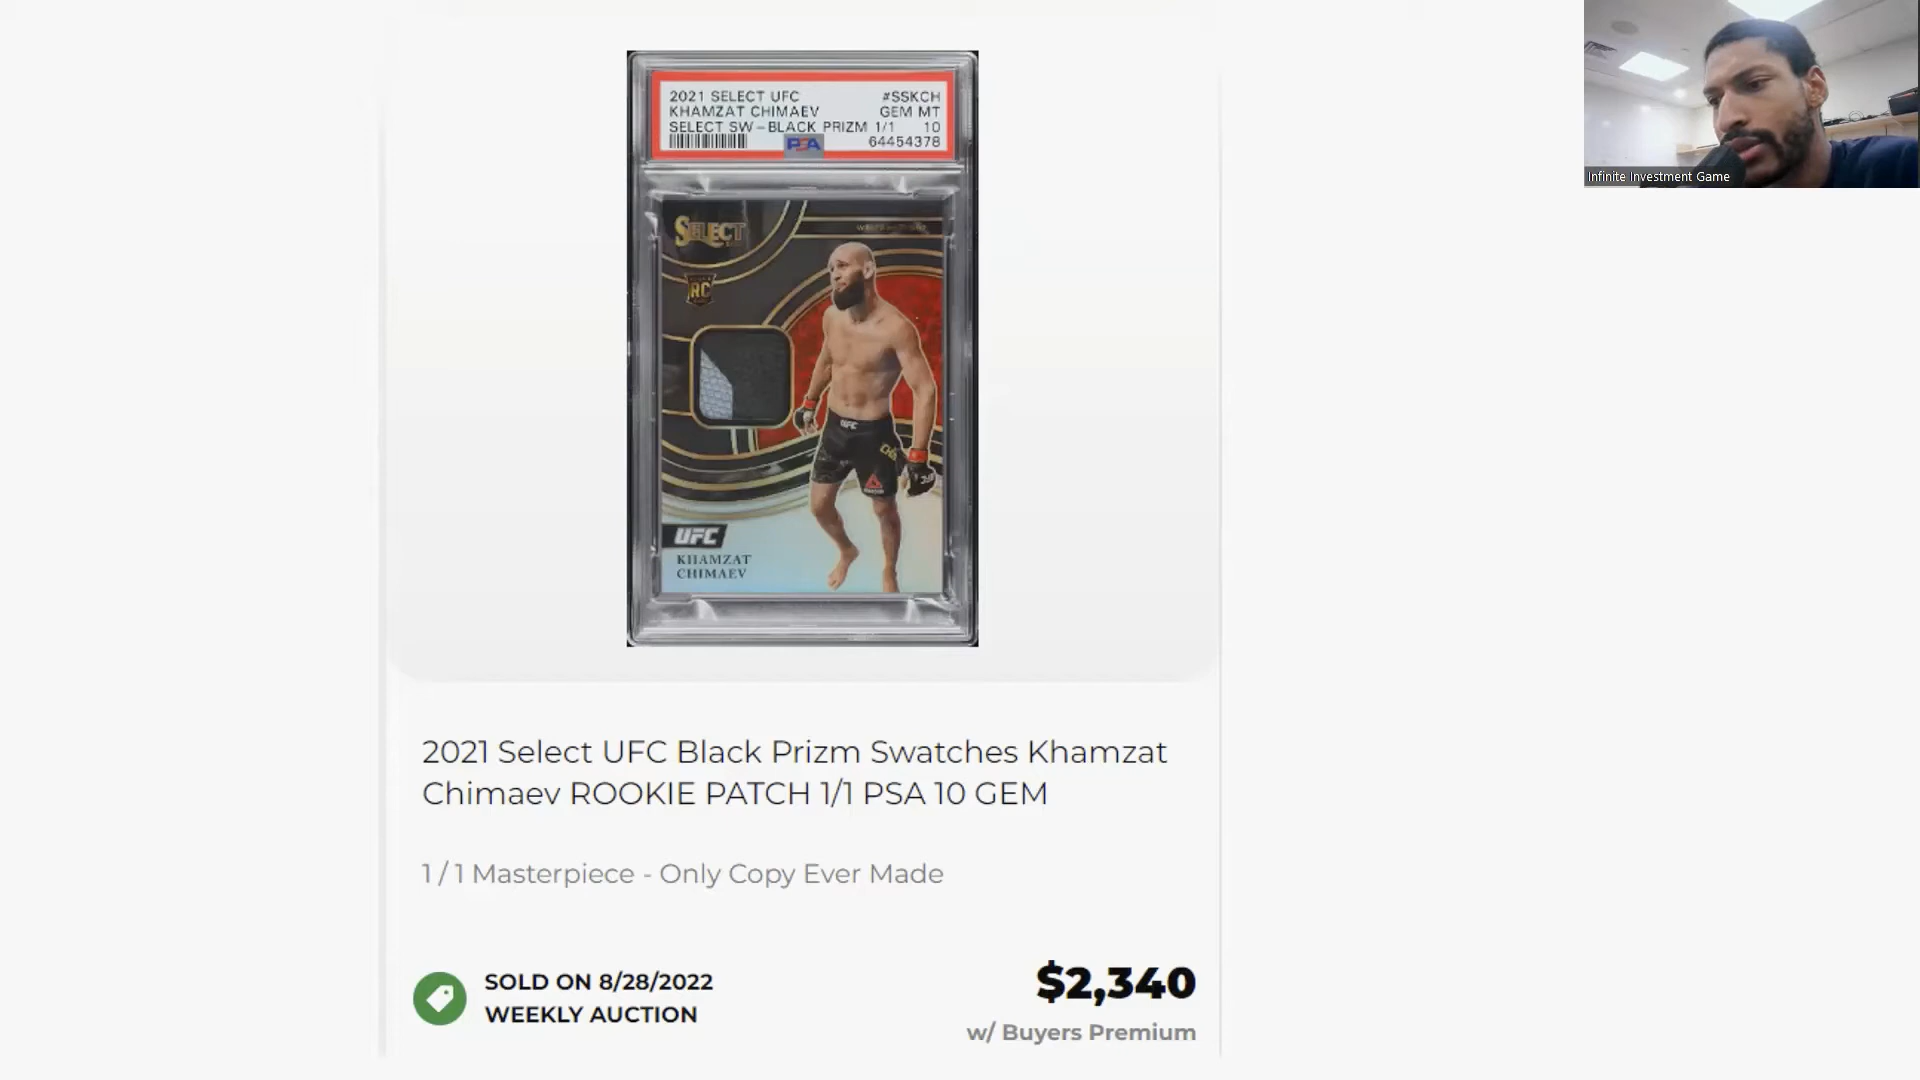 2021 SELECT UFC #SSKCH
KHAMZAT CHIMAEV GEM MT
SELECT SW-BLACK PRIZM 1/1 10
PSA 64454378
SELECT
RC
UFC
UFC
KHAMZAT
CHIMAEV
Infinite Investment Game
2021 Select UFC Black Prizm Swatches Khamzat
Chimaev ROOKIE PATCH 1/1 PSA 10 GEM
1 / 1 Masterpiece - Only Copy Ever Made
SOLD ON 8/28/2022
WEEKLY AUCTION
$2,340
w/ Buyers Premium